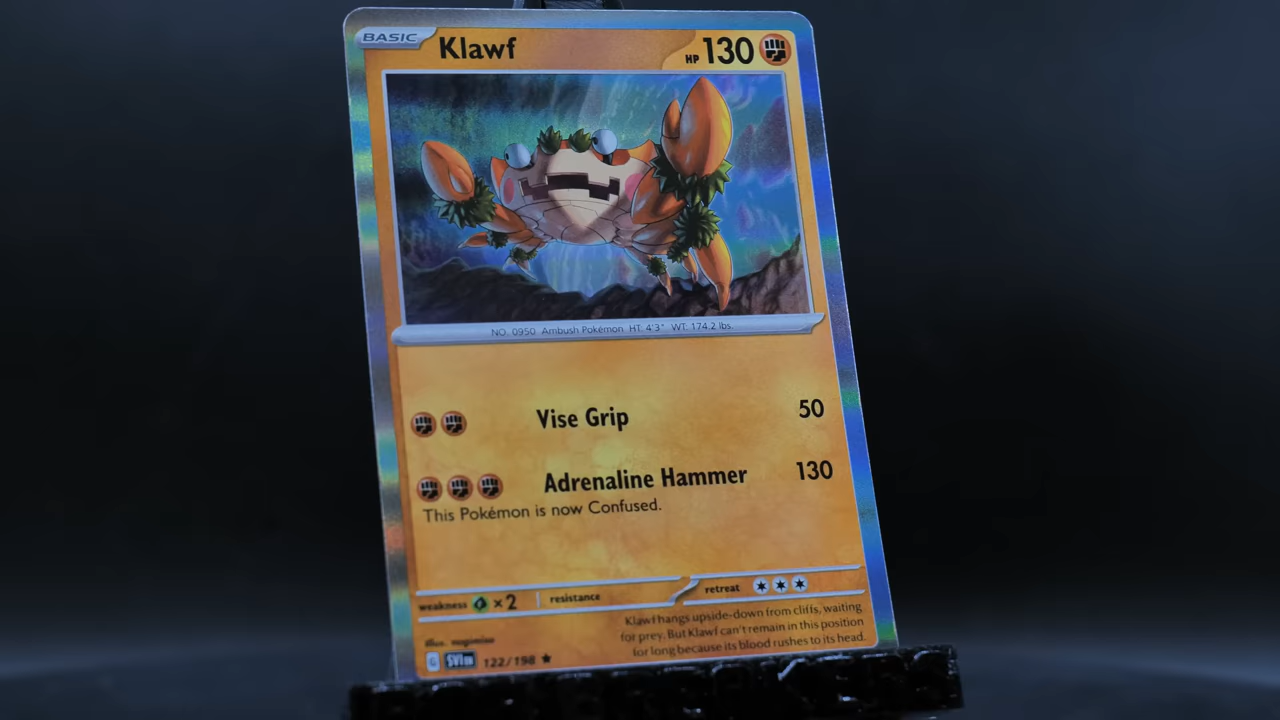 BASIC Klawf HP 130
NO. 0950 Ambush Pokémon HT: 4'3" WT: 174.2 lbs.
Vise Grip 50
Adrenaline Hammer 130
This Pokémon is now Confused.
weakness ×2 resistance retreat
Klawf hangs upside-down from cliffs, waiting
for prey. But Klawf can't remain in this position
for long because its blood rushes to its head.
Illus. nagimiso
G SVI EN 122/198